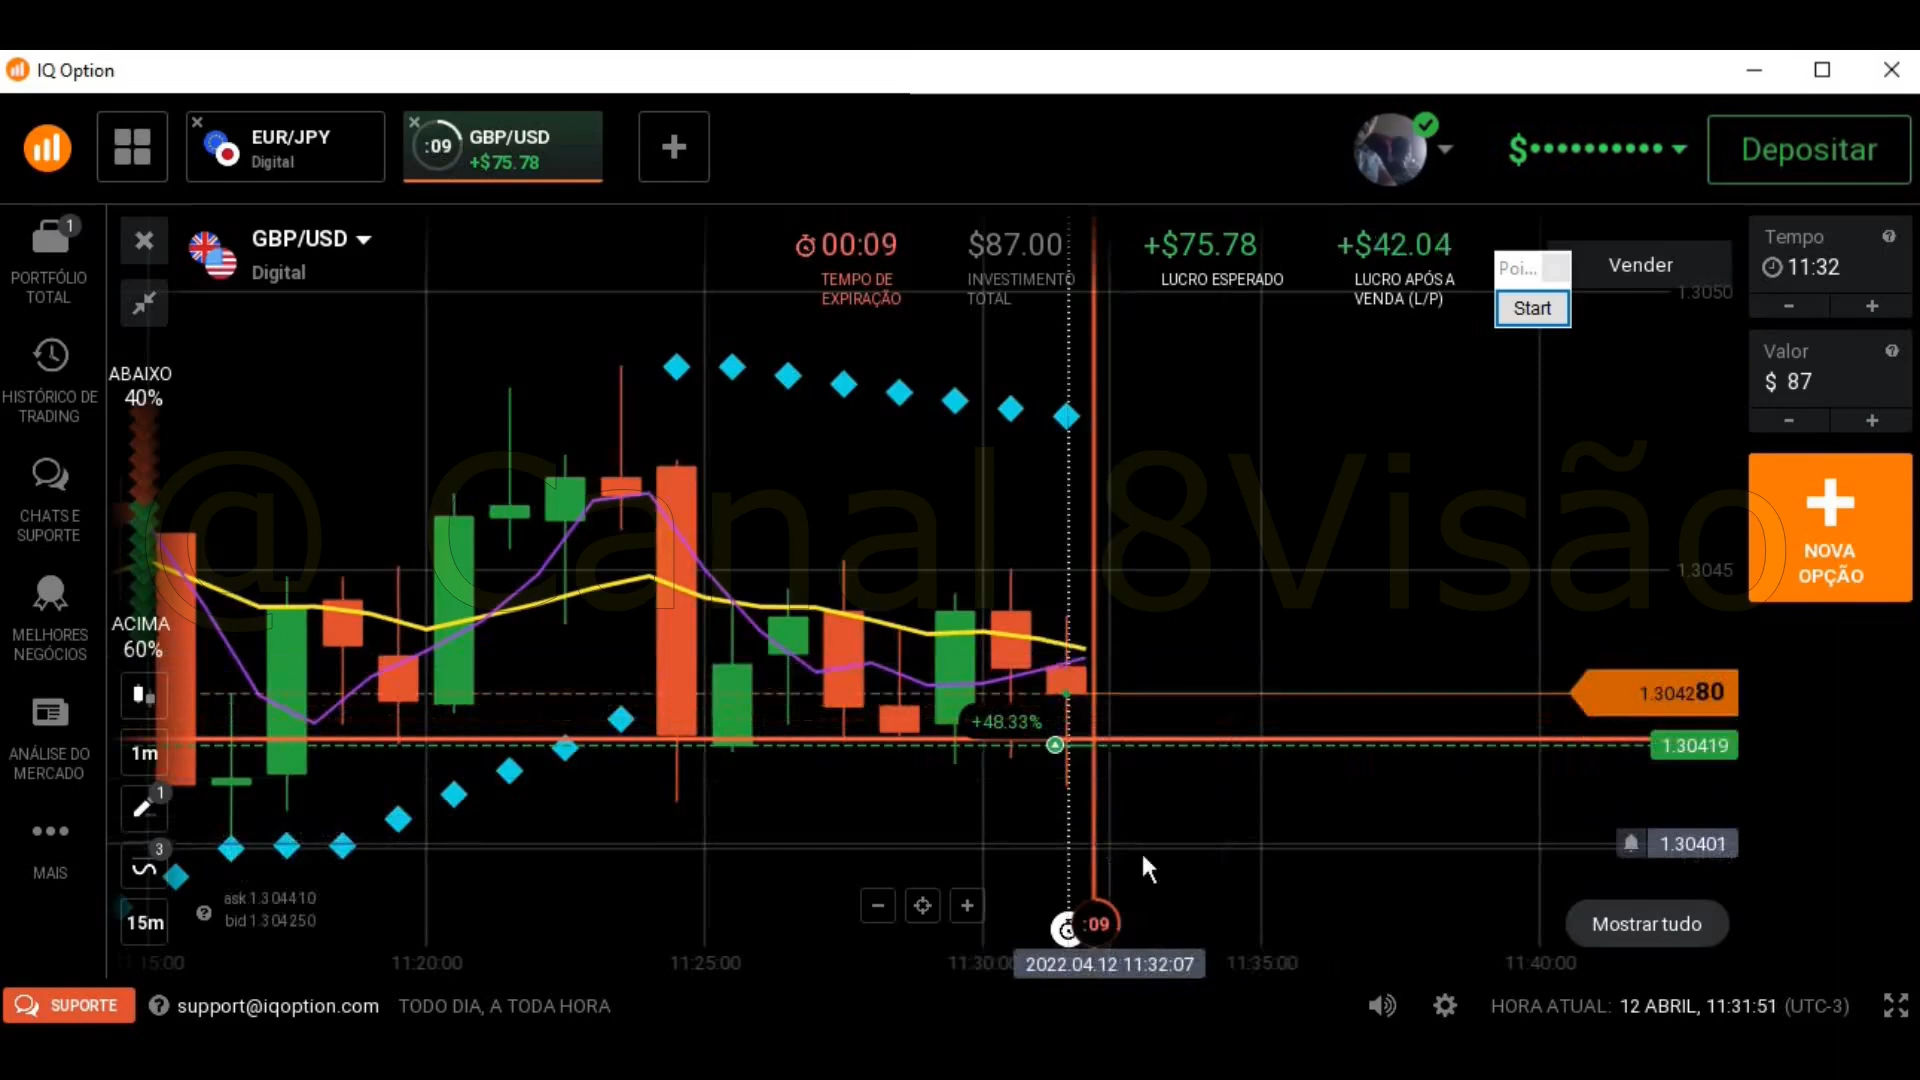 IQ Option
EUR/JPY
Digital
:09
GBP/USD
+$75.78
$
Depositar
1
PORTFÓLIO
TOTAL
HISTÓRICO DE
TRADING
CHATS E
SUPORTE
MELHORES
NEGÓCIOS
ANÁLISE DO
MERCADO
MAIS
GBP/USD
Digital
00:09
TEMPO DE
EXPIRAÇÃO
$87.00
INVESTIMENTO
TOTAL
+$75.78
LUCRO ESPERADO
+$42.04
LUCRO APÓS A
VENDA (L/P)
Poi...
Start
Vender
1.3050
Tempo
11:32
Valor
$ 87
NOVA
OPÇÃO
ABAIXO
40%
@ Canal 8Visão
1.3045
ACIMA
60%
1.304280
+48.33%
1.30419
1m
1
3
1.30401
15m
ask 1.304410
bid 1.304250
:09
Mostrar tudo
15:00
11:20:00
11:25:00
11:30:00
2022.04.12 11:32:07
11:35:00
11:40:00
SUPORTE
support@iqoption.com
TODO DIA, A TODA HORA
HORA ATUAL: 12 ABRIL, 11:31:51 (UTC-3)